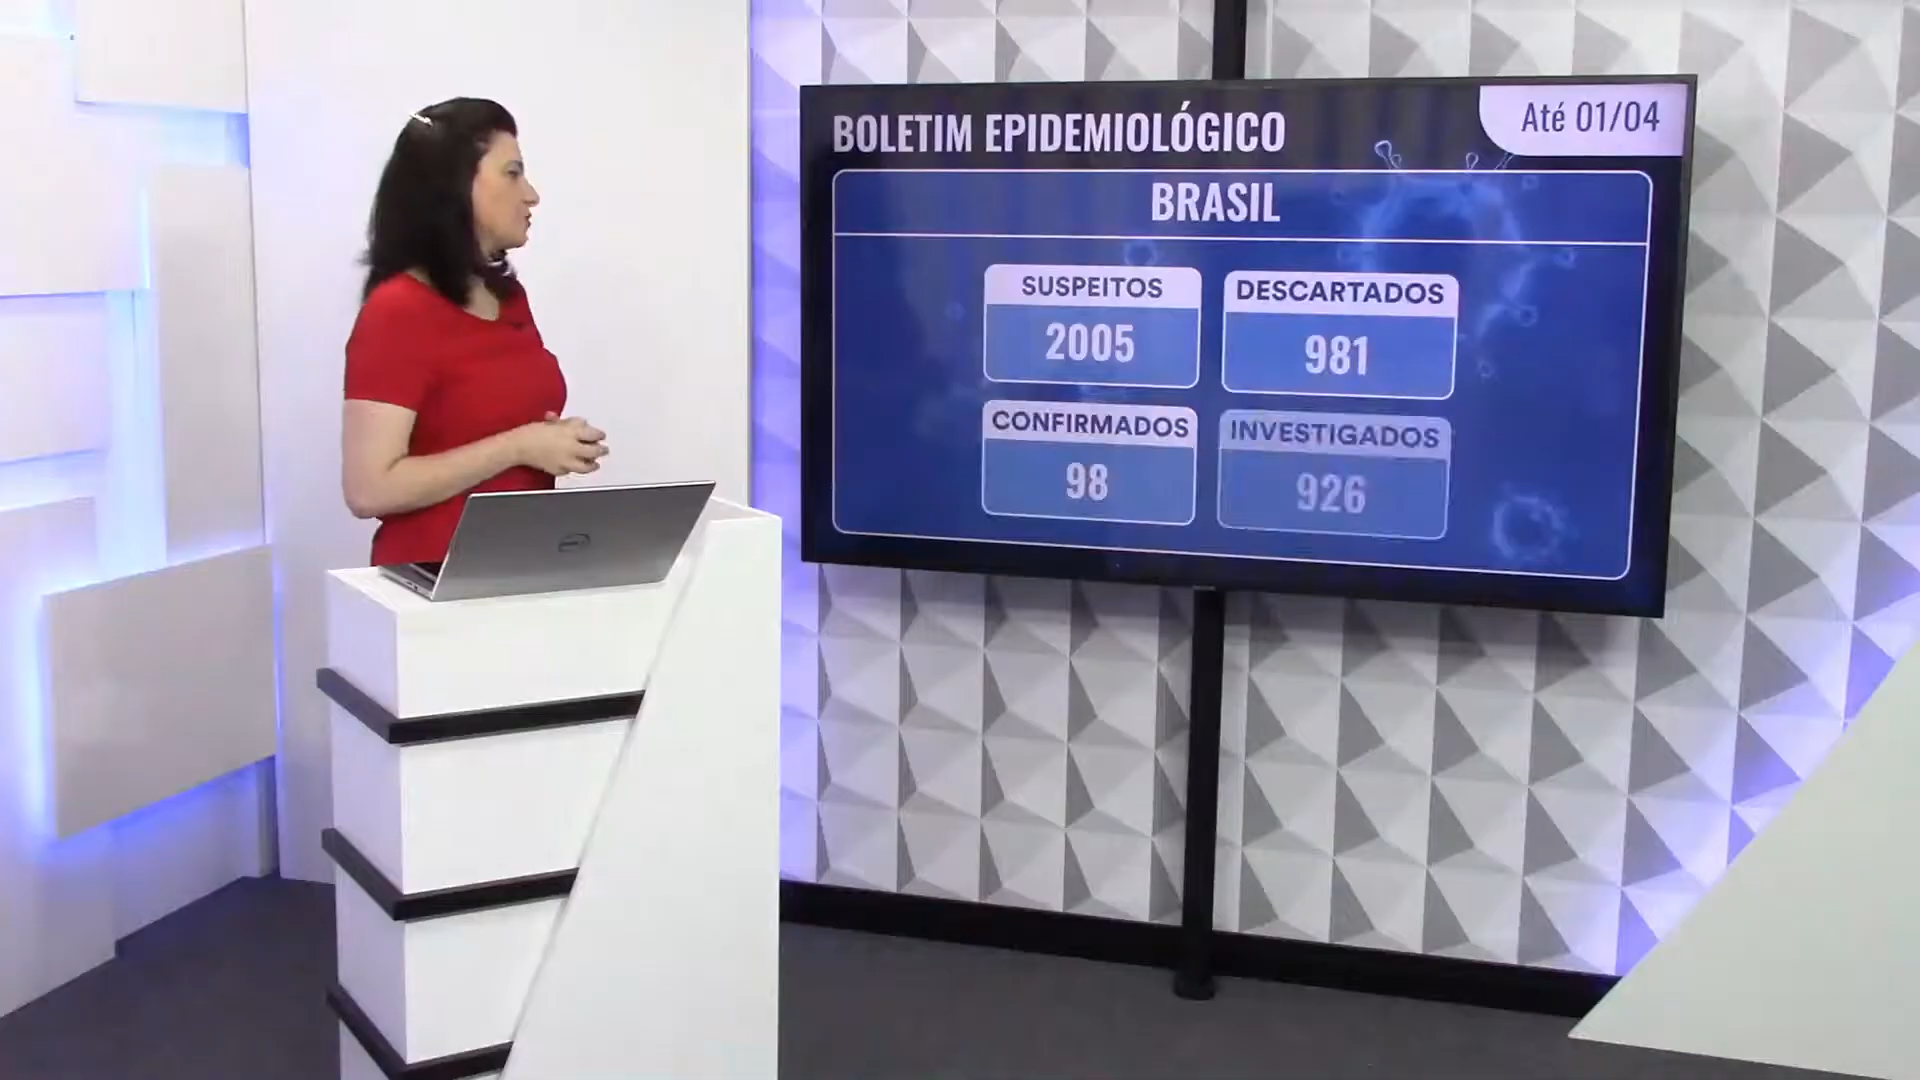 BOLETIM EPIDEMIOLÓGICO
Até 01/04
BRASIL
SUSPEITOS
2005
DESCARTADOS
981
CONFIRMADOS
98
INVESTIGADOS
926